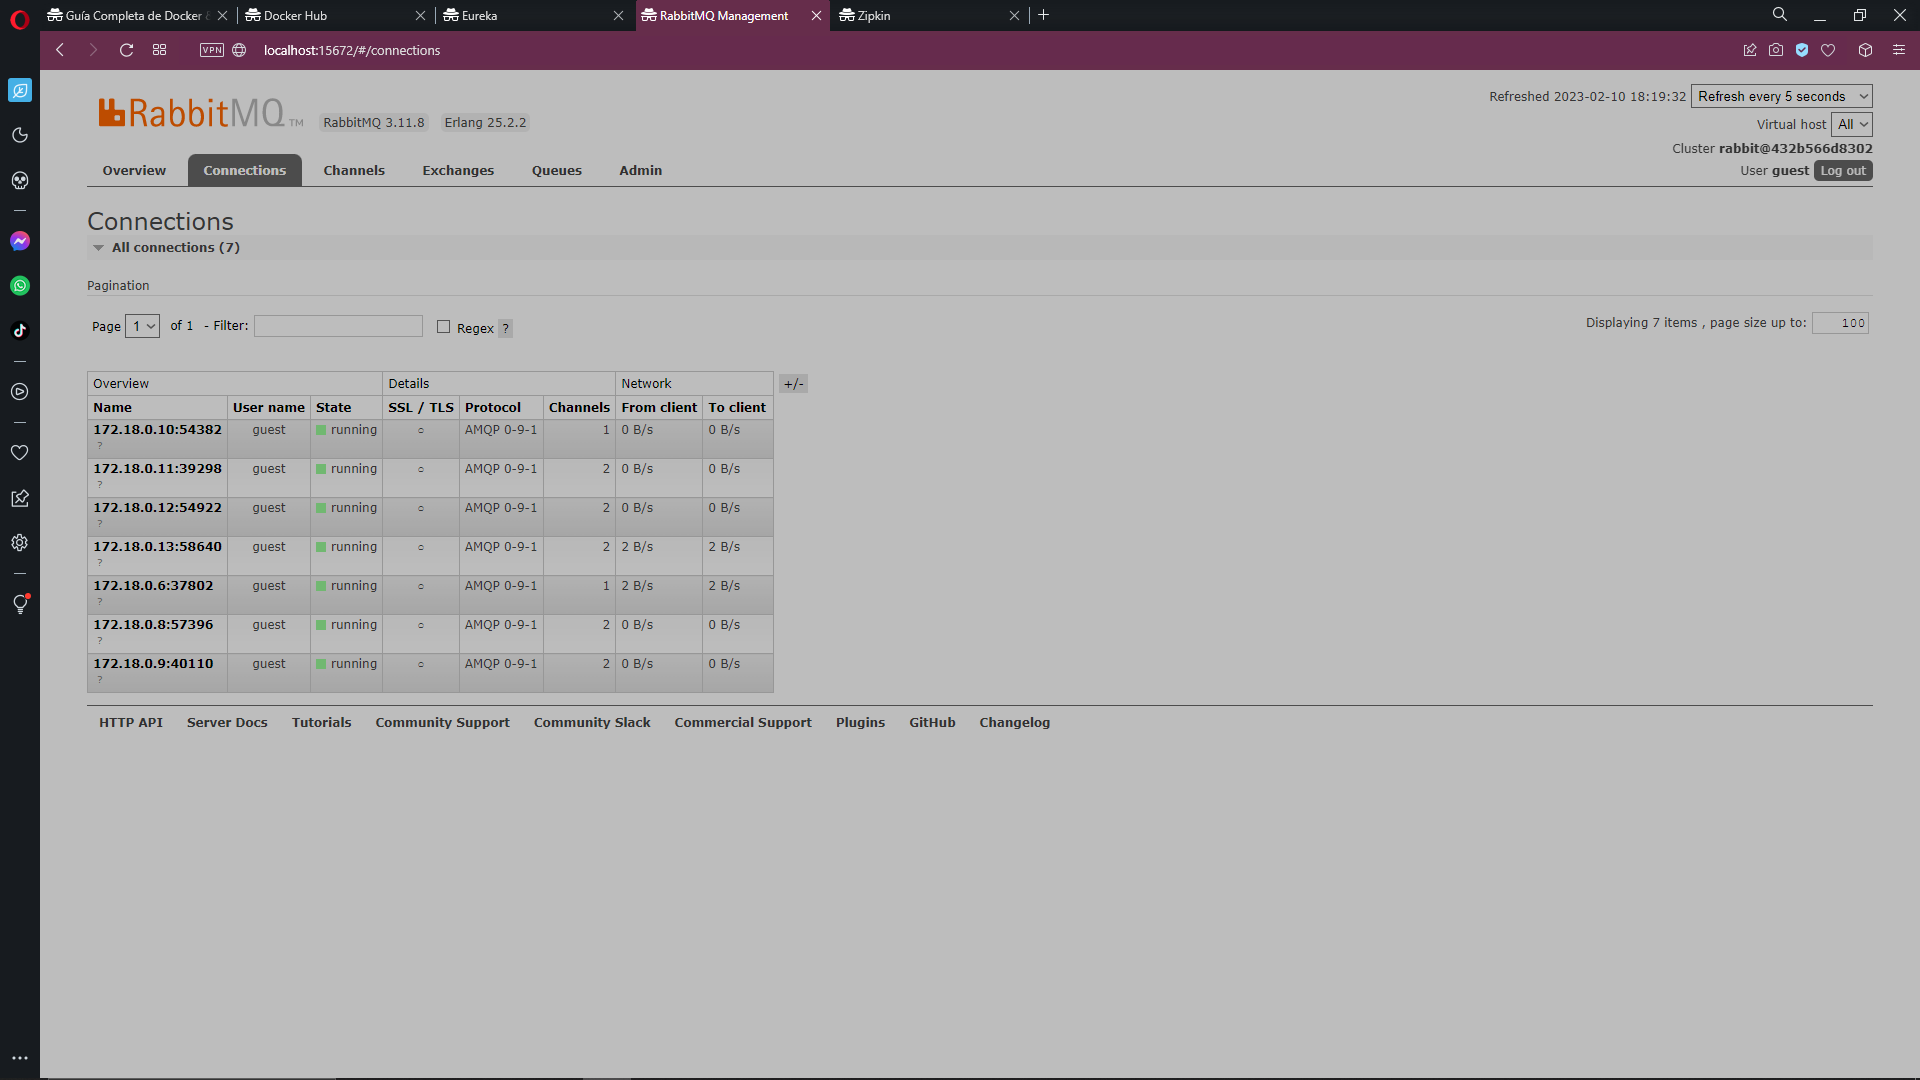 Guía Completa de Docker
Docker Hub
Eureka
RabbitMQ Management
Zipkin
VPN
localhost:15672/#/connections
RabbitMQ TM
RabbitMQ 3.11.8
Erlang 25.2.2
Refreshed 2023-02-10 18:19:32 Refresh every 5 seconds
Virtual host All
Cluster rabbit@432b566d8302
User guest Log out
Overview Connections Channels Exchanges Queues Admin
Connections
All connections (7)
Pagination
Page 1 of 1 - Filter: Regex ?
Displaying 7 items , page size up to: 100
Overview Details Network +/-
Name User name State SSL / TLS Protocol Channels From client To client
172.18.0.10:54382 guest running ○ AMQP 0-9-1 1 0 B/s 0 B/s
?
172.18.0.11:39298 guest running ○ AMQP 0-9-1 2 0 B/s 0 B/s
?
172.18.0.12:54922 guest running ○ AMQP 0-9-1 2 0 B/s 0 B/s
?
172.18.0.13:58640 guest running ○ AMQP 0-9-1 2 2 B/s 2 B/s
?
172.18.0.6:37802 guest running ○ AMQP 0-9-1 1 2 B/s 2 B/s
?
172.18.0.8:57396 guest running ○ AMQP 0-9-1 2 0 B/s 0 B/s
?
172.18.0.9:40110 guest running ○ AMQP 0-9-1 2 0 B/s 0 B/s
?
HTTP API Server Docs Tutorials Community Support Community Slack Commercial Support Plugins GitHub Changelog